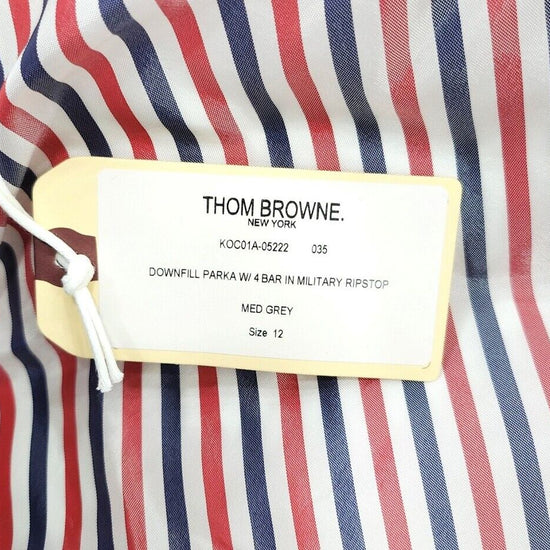 THOM BROWNE.
NEW YORK
KOC01A-05222 035
DOWNFILL PARKA W/ 4 BAR IN MILITARY RIPSTOP
MED GREY
Size 12